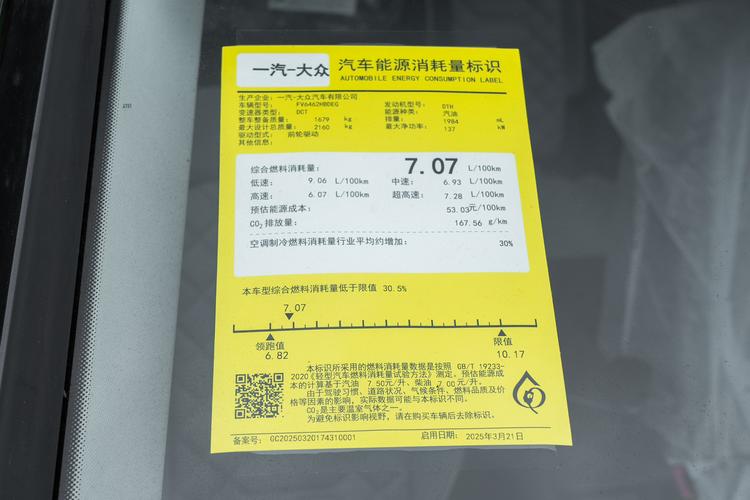 一汽-大众 汽车能源消耗量标识
AUTOMOBILE ENERGY CONSUMPTION LABEL
生产企业: 一汽-大众汽车有限公司
车辆型号: FV6462HBDEG 发动机型号: DTH
变速器类型: DCT 能源种类: 汽油
整车整备质量: 1679 kg 排量: 1984 mL
最大设计总质量: 2160 kg 最大净功率: 137 kW
驱动型式: 前轮驱动
其他信息:
综合燃料消耗量: 7.07 L/100km
低速: 9.06 L/100km 中速: 6.93 L/100km
高速: 6.07 L/100km 超高速: 7.28 L/100km
预估能源成本: 53.03元/100km
CO₂排放量: 167.56 g/km
空调制冷燃料消耗量行业平均约增加: 30%
本车型综合燃料消耗量低于限值 30.5%
7.07
领跑值 限值
6.82 10.17
本标识所采用的燃料消耗量数据是按照 GB/T 19233-
2020《轻型汽车燃料消耗量试验方法》测定。预估能源成
本的计算基于汽油 7.50元/升、柴油 7.00元/升。
由于驾驶习惯、道路状况、气候条件、燃料品质及价
格等因素的影响，实际数据可能与本标识不同。
CO₂是主要温室气体之一。
为避免标识影响视野，请在购买车辆后去除标识。
备案号: GC20250320174310001 启用日期: 2025年3月21日